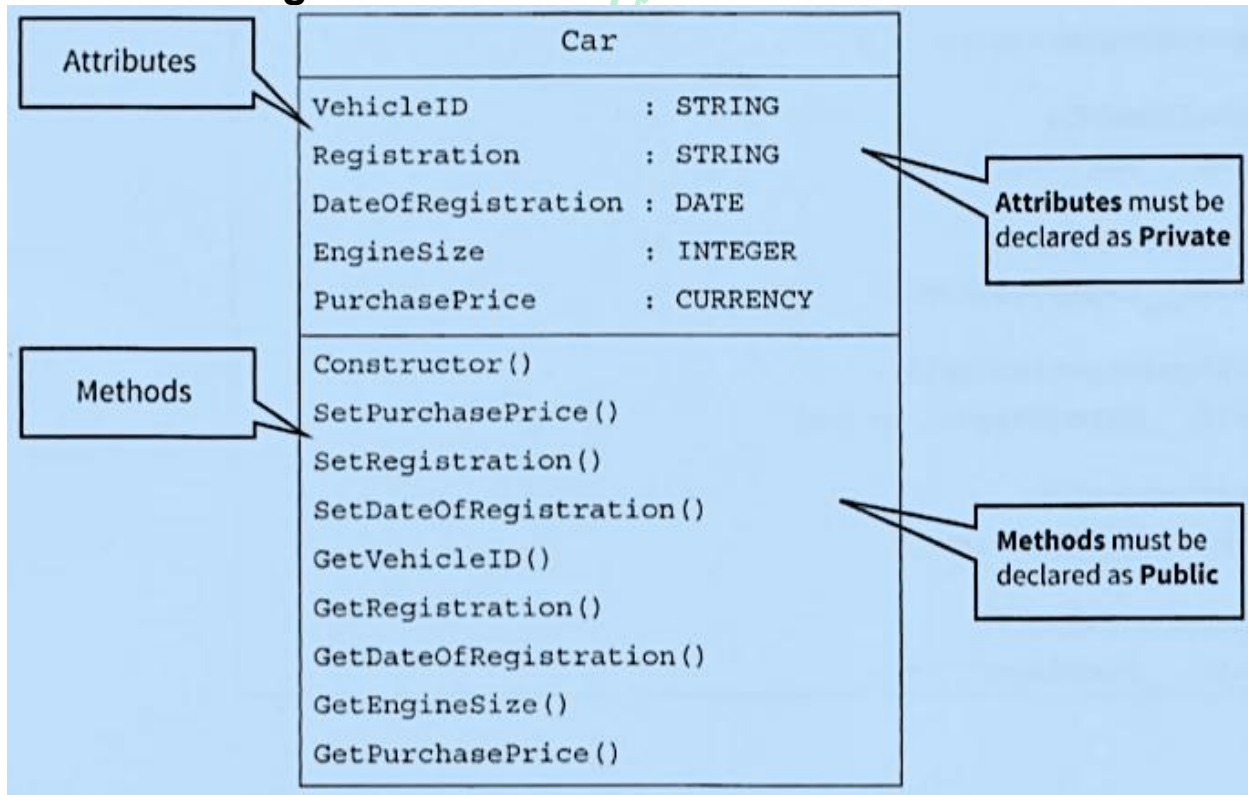 Car
Attributes
VehicleID : STRING
Registration : STRING
DateOfRegistration : DATE
EngineSize : INTEGER
PurchasePrice : CURRENCY
Attributes must be
declared as Private
Methods
Constructor()
SetPurchasePrice()
SetRegistration()
SetDateOfRegistration()
GetVehicleID()
GetRegistration()
GetDateOfRegistration()
GetEngineSize()
GetPurchasePrice()
Methods must be
declared as Public